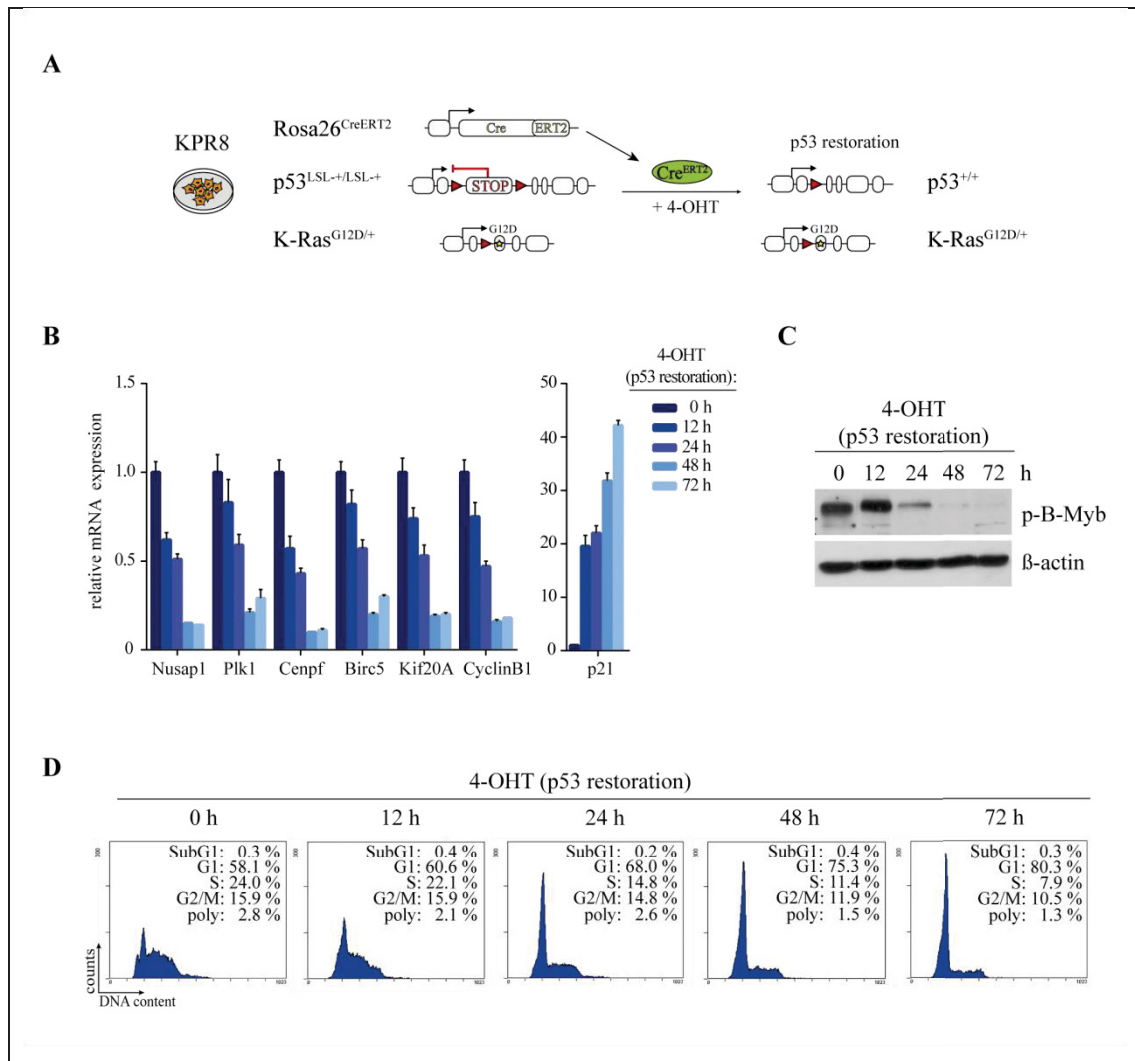 A
Rosa26CreERT2
Cre ERT2
KPR8
p53 restoration
p53LSL-+/LSL-+
STOP
CreERT2
p53+/+
+ 4-OHT
G12D
G12D
K-RasG12D/+
K-RasG12D/+
B
C
4-OHT
(p53 restoration):
0 h
12 h
24 h
48 h
72 h
relative mRNA expression
1.5
1.0
0.5
0
50
40
30
20
10
0
Nusap1 Plk1 Cenpf Birc5 Kif20A CyclinB1
p21
4-OHT
(p53 restoration)
0 12 24 48 72 h
p-B-Myb
ß-actin
D
4-OHT (p53 restoration)
0 h 12 h 24 h 48 h 72 h
SubG1: 0.3 %
G1: 58.1 %
S: 24.0 %
G2/M: 15.9 %
poly: 2.8 %
SubG1: 0.4 %
G1: 60.6 %
S: 22.1 %
G2/M: 15.9 %
poly: 2.1 %
SubG1: 0.2 %
G1: 68.0 %
S: 14.8 %
G2/M: 14.8 %
poly: 2.6 %
SubG1: 0.4 %
G1: 75.3 %
S: 11.4 %
G2/M: 11.9 %
poly: 1.5 %
SubG1: 0.3 %
G1: 80.3 %
S: 7.9 %
G2/M: 10.5 %
poly: 1.3 %
counts
DNA content